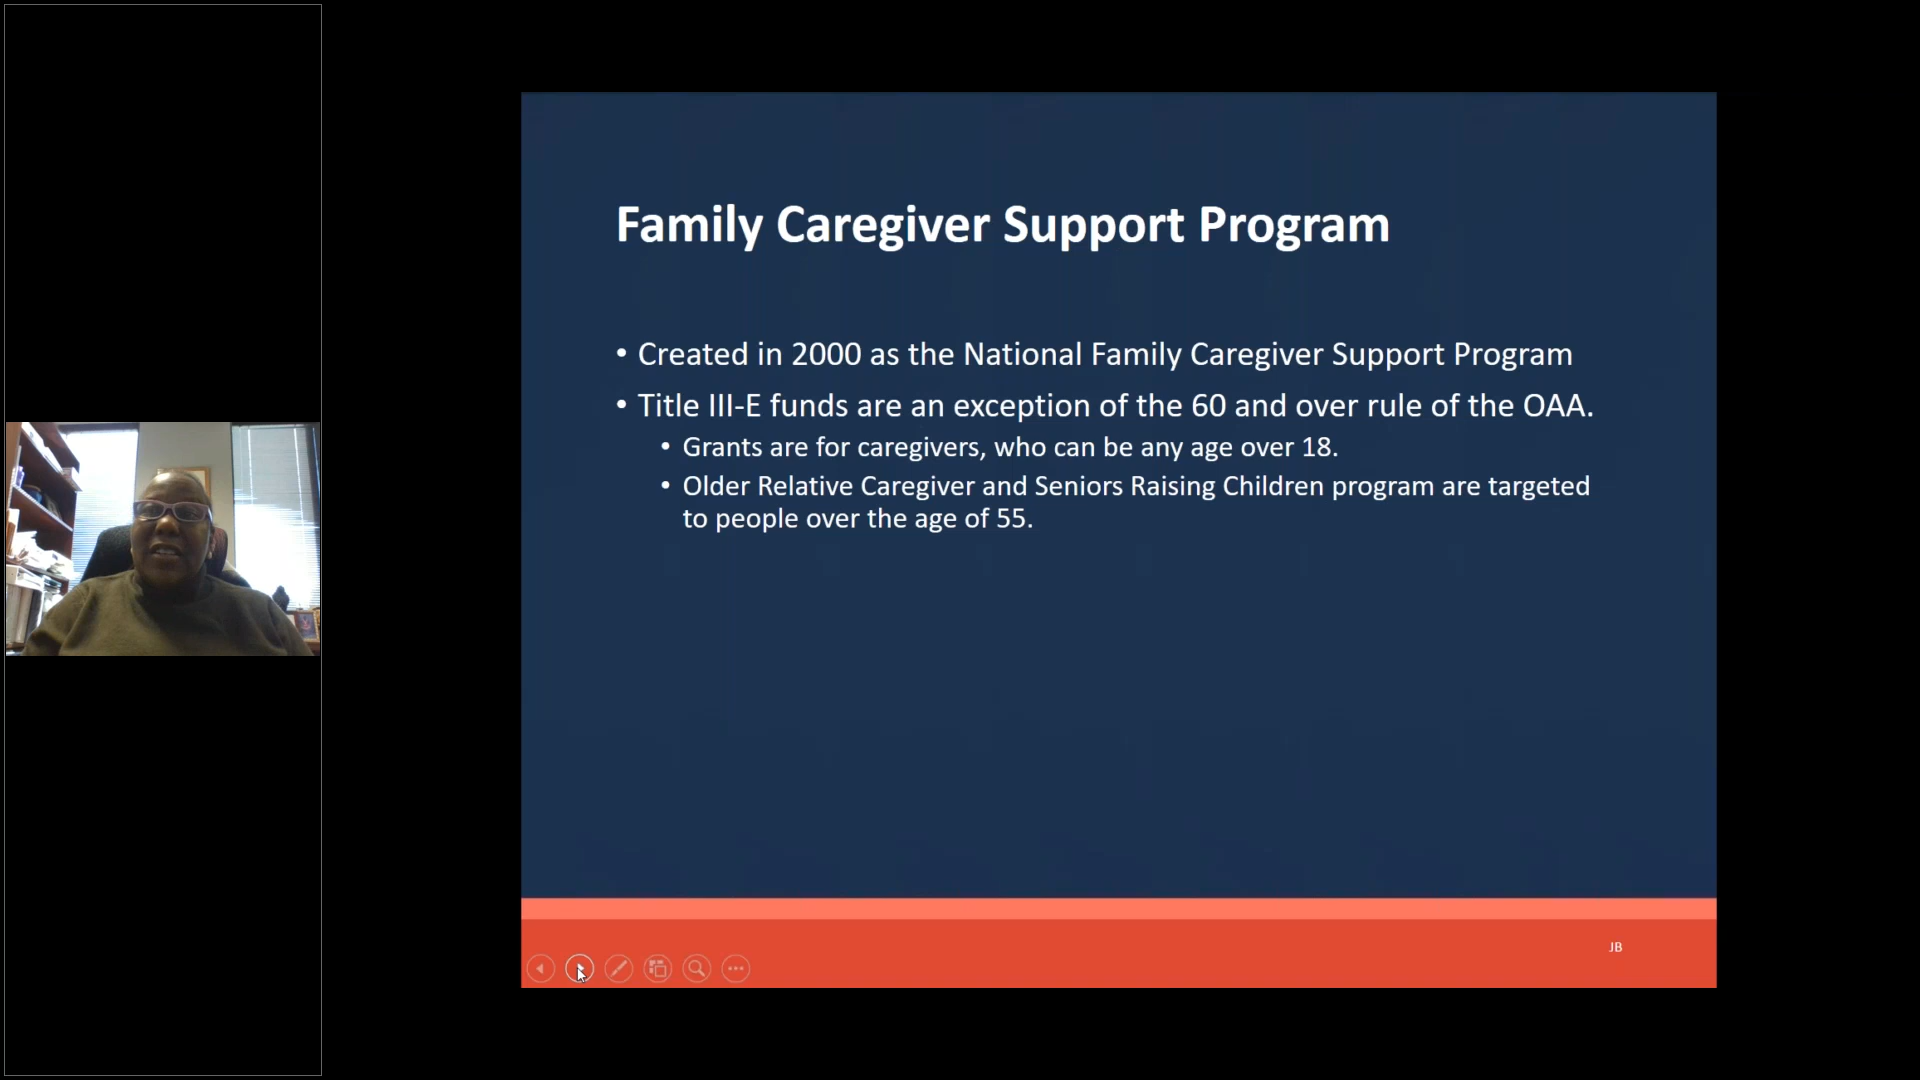 Family Caregiver Support Program
• Created in 2000 as the National Family Caregiver Support Program
• Title III-E funds are an exception of the 60 and over rule of the OAA.
• Grants are for caregivers, who can be any age over 18.
• Older Relative Caregiver and Seniors Raising Children program are targeted
to people over the age of 55.
JB